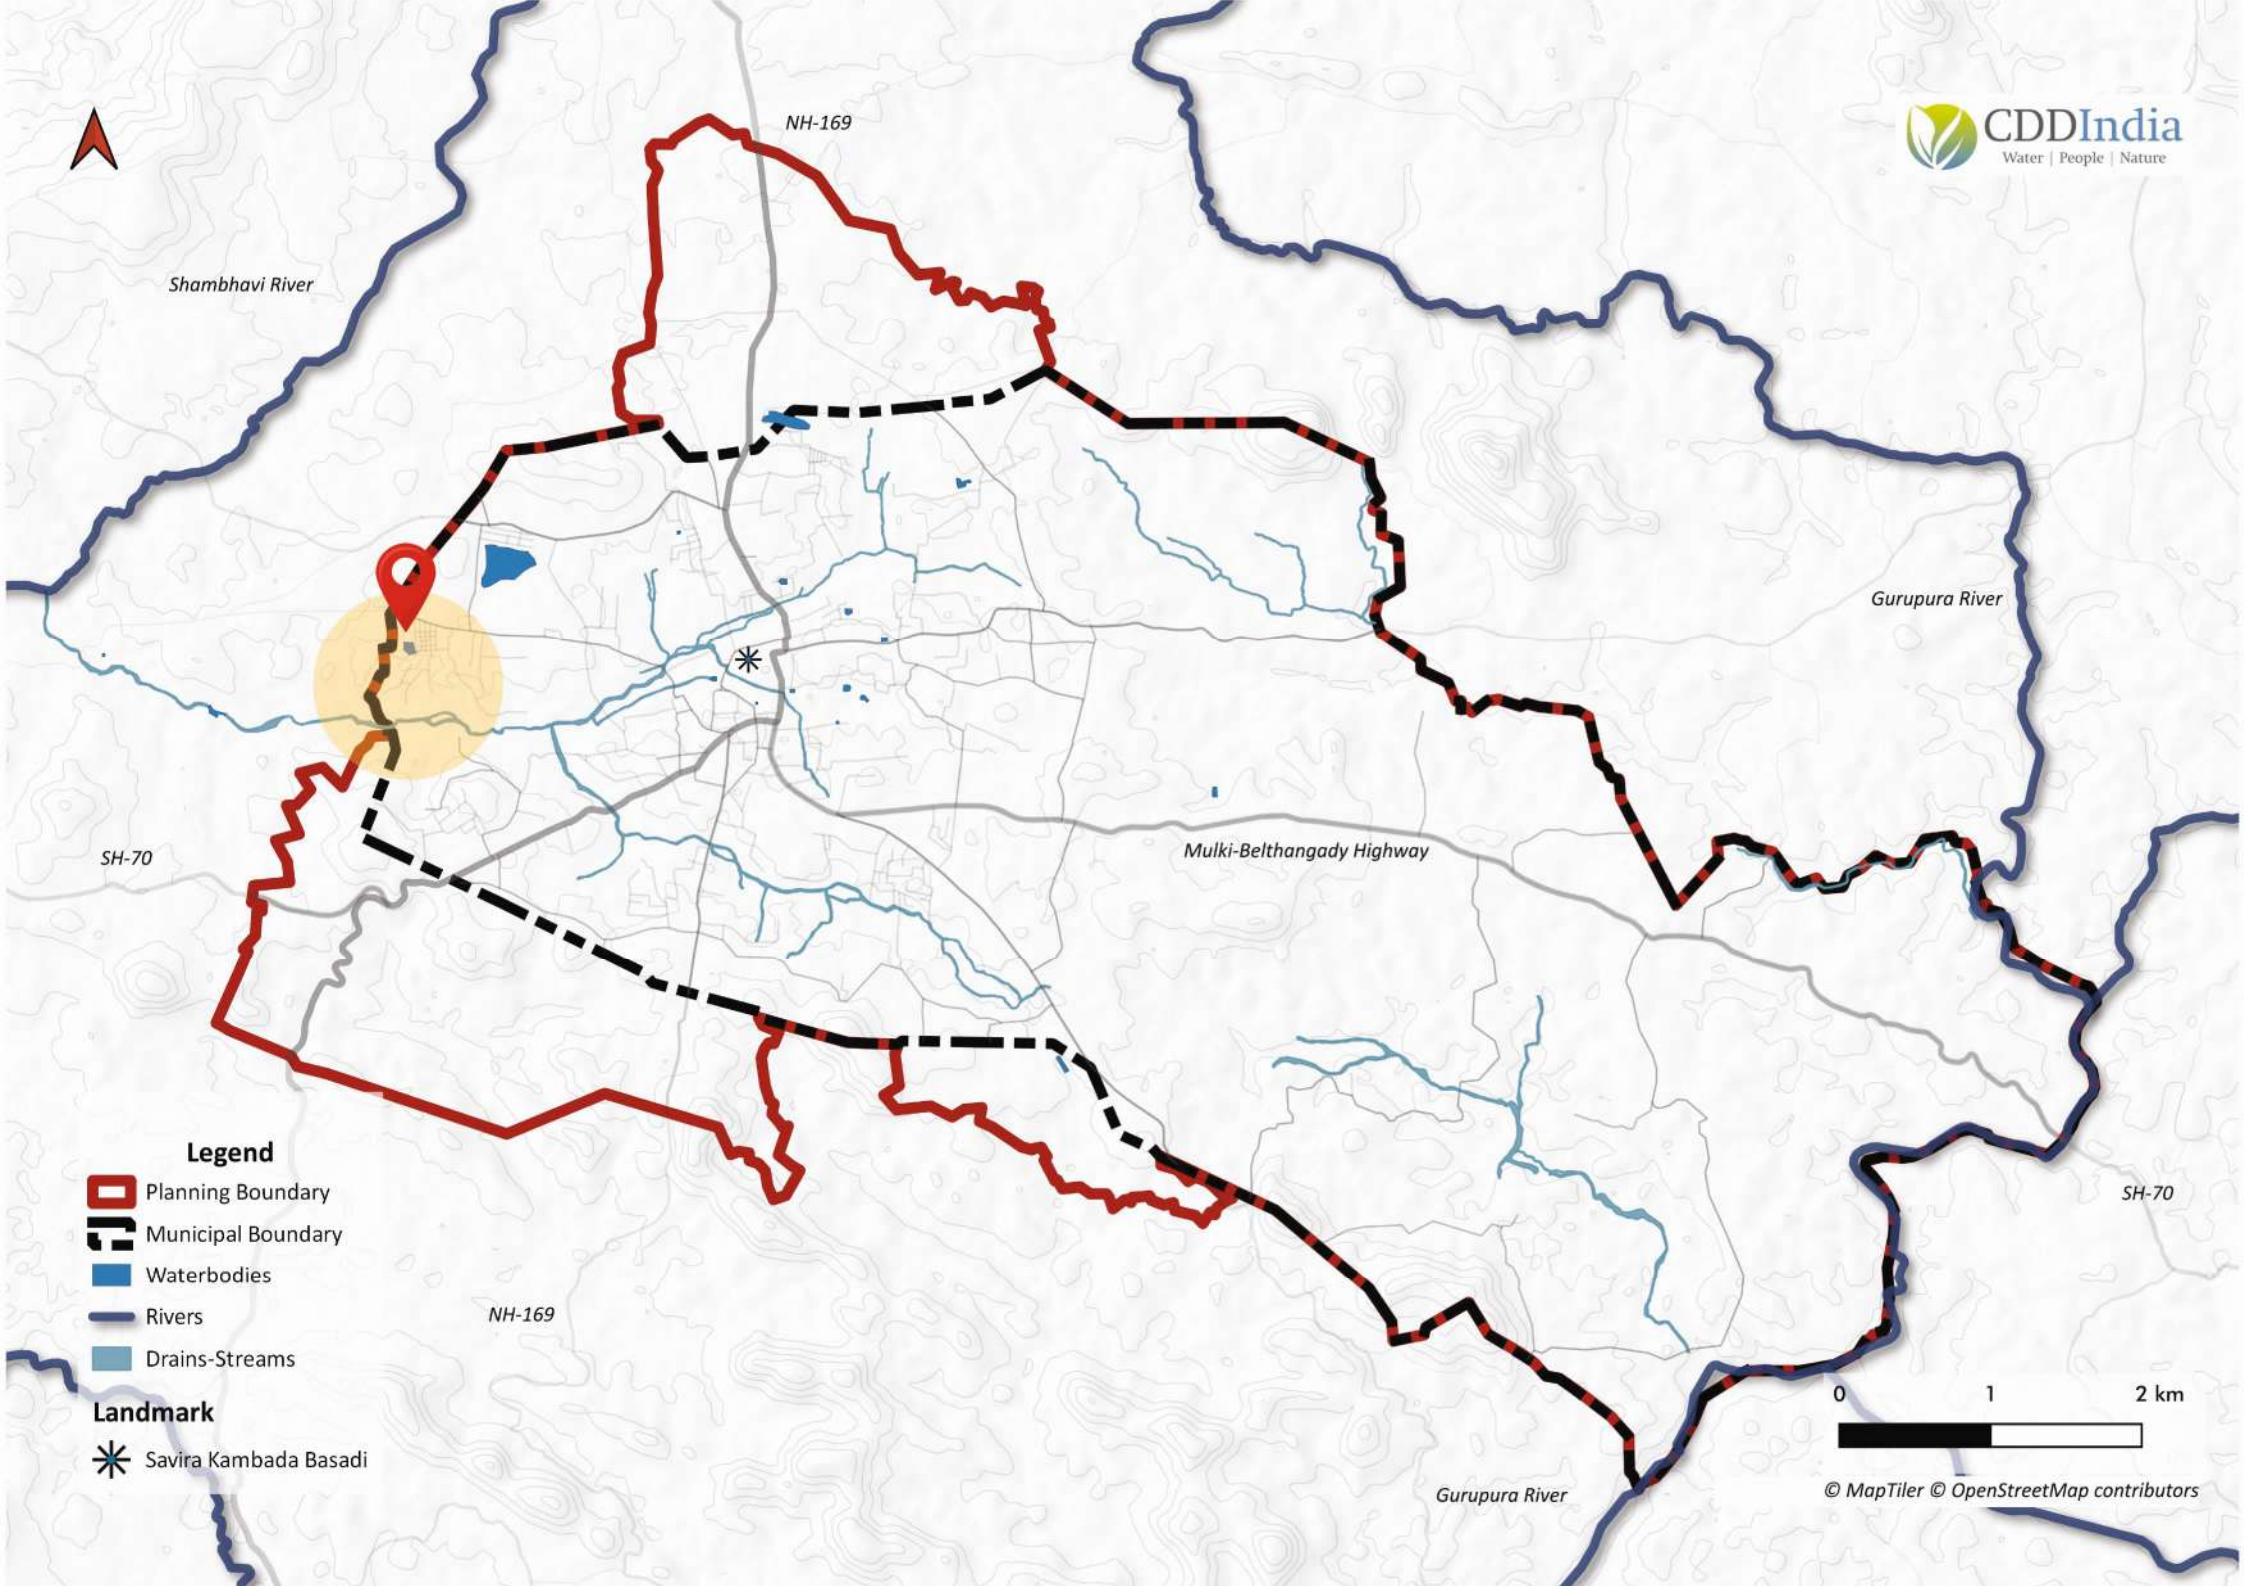 NH-169
CDDIndia
Water | People | Nature
Shambhavi River
Gurupura River
Mulki-Belthangady Highway
SH-70
SH-70
Legend
Planning Boundary
Municipal Boundary
Waterbodies
Rivers
Drains-Streams
Landmark
Savira Kambada Basadi
NH-169
Gurupura River
0 1 2 km
© MapTiler © OpenStreetMap contributors